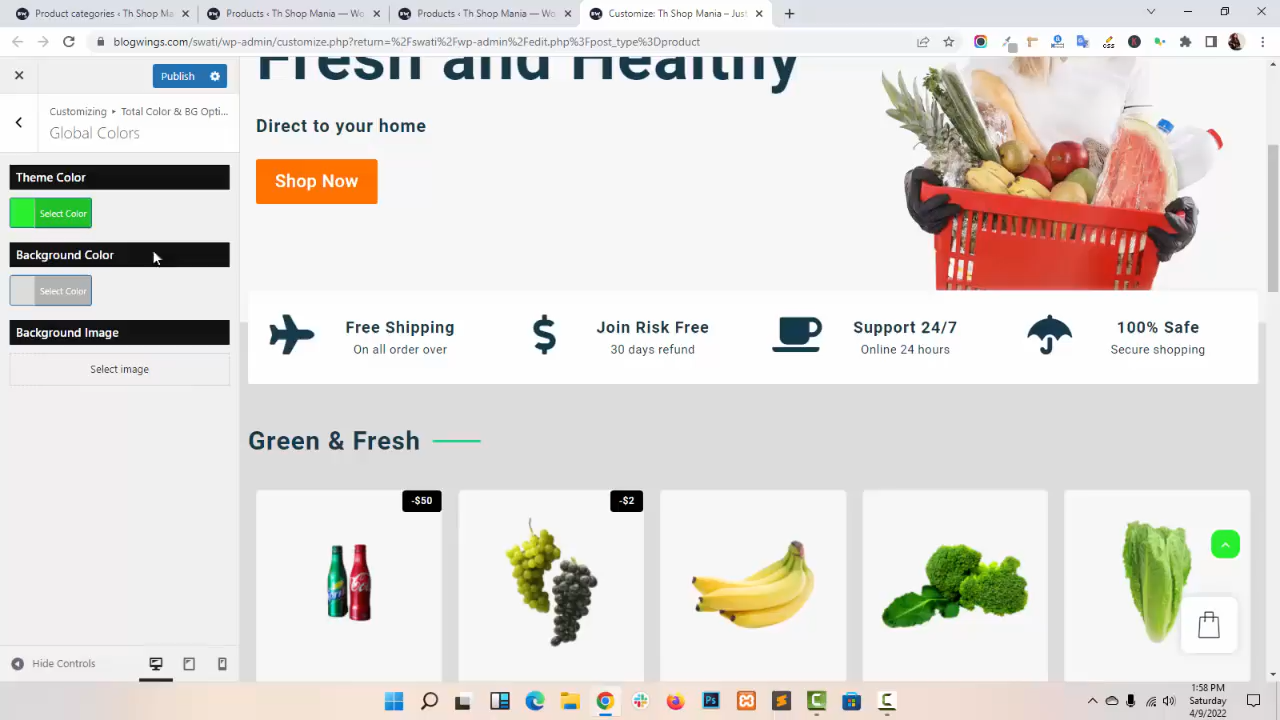 Product categories ‹ Th Shop Mania
Products ‹ Th Shop Mania — Wo
Products ‹ Th Shop Mania — Wo
Customize: Th Shop Mania – Just
blogwings.com/swati/wp-admin/customize.php?return=%2Fswati%2Fwp-admin%2Fedit.php%3Fpost_type%3Dproduct
Publish
Customizing ▸ Total Color & BG Opti...
Global Colors
Theme Color
Select Color
Background Color
Select Color
Background Image
Select image
Hide Controls
Fresh and Healthy
Direct to your home
Shop Now
Free Shipping
On all order over
Join Risk Free
30 days refund
Support 24/7
Online 24 hours
100% Safe
Secure shopping
Green & Fresh
-$50
-$2
1:58 PM
Saturday
4/9/2022